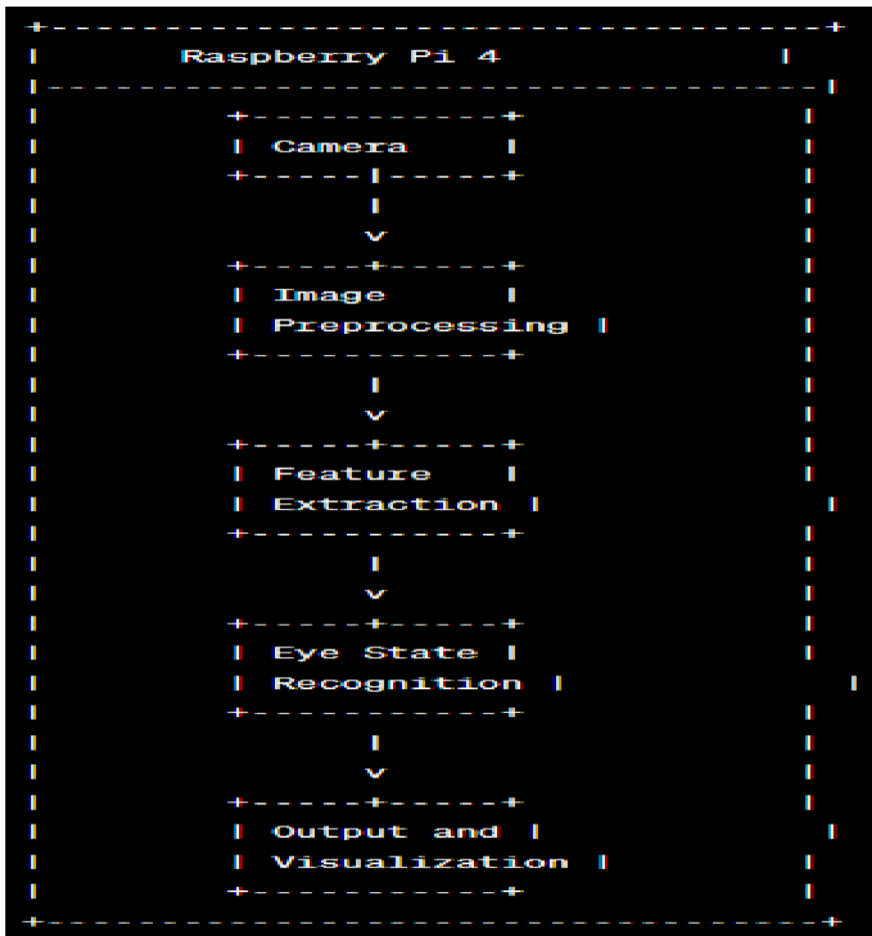 Raspberry Pi 4
Camera
Image
Preprocessing
Feature
Extraction
Eye State
Recognition
Output and
Visualization